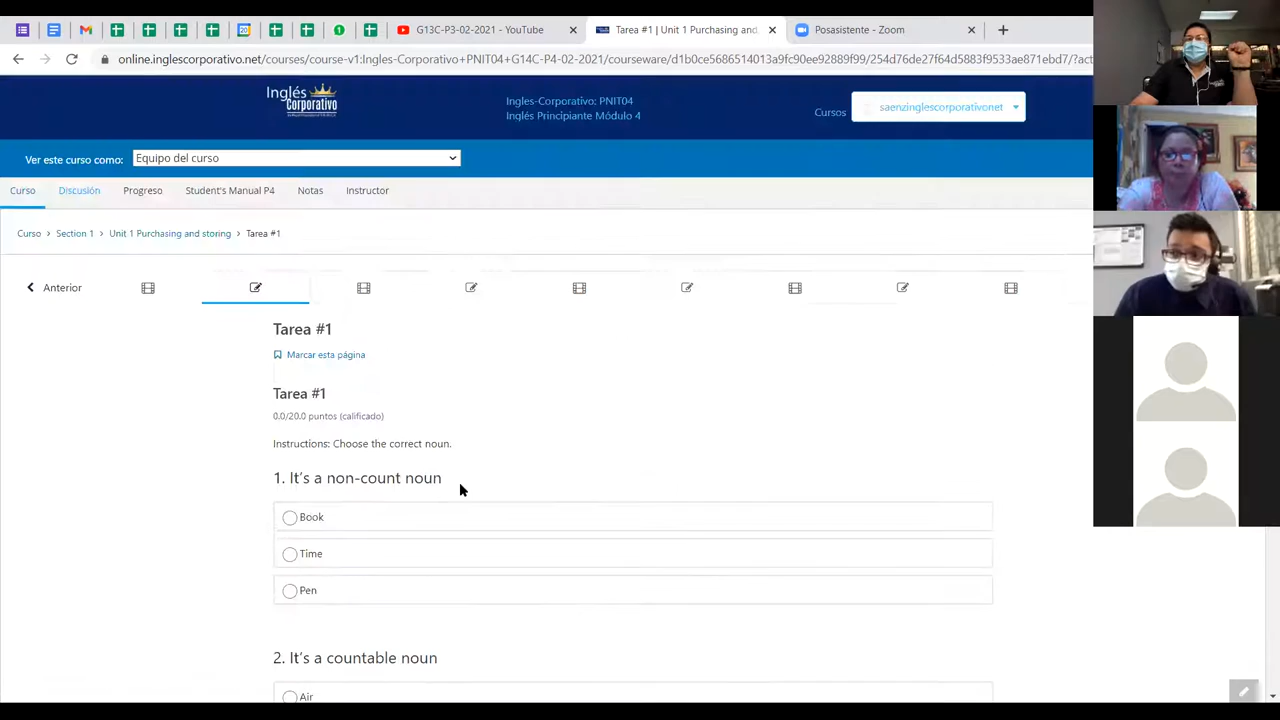 G13C-P3-02-2021 - YouTube
Tarea #1 | Unit 1 Purchasing and
Posasistente - Zoom
online.inglescorporativo.net/courses/course-v1:Ingles-Corporativo+PNIT04+G14C-P4-02-2021/courseware/d1b0ce5686514013a9fc90ee92889f99/254d76de27f64d5883f9533ae871ebd7/?act
Inglés
Corporativo
Ingles-Corporativo: PNIT04
Inglés Principiante Módulo 4
Cursos
saenzinglescorporativonet
Ver este curso como:
Equipo del curso
Curso
Discusión
Progreso
Student's Manual P4
Notas
Instructor
Curso > Section 1 > Unit 1 Purchasing and storing > Tarea #1
Anterior
Tarea #1
Marcar esta página
Tarea #1
0.0/20.0 puntos (calificado)
Instructions: Choose the correct noun.
1. It's a non-count noun
Book
Time
Pen
2. It's a countable noun
Air